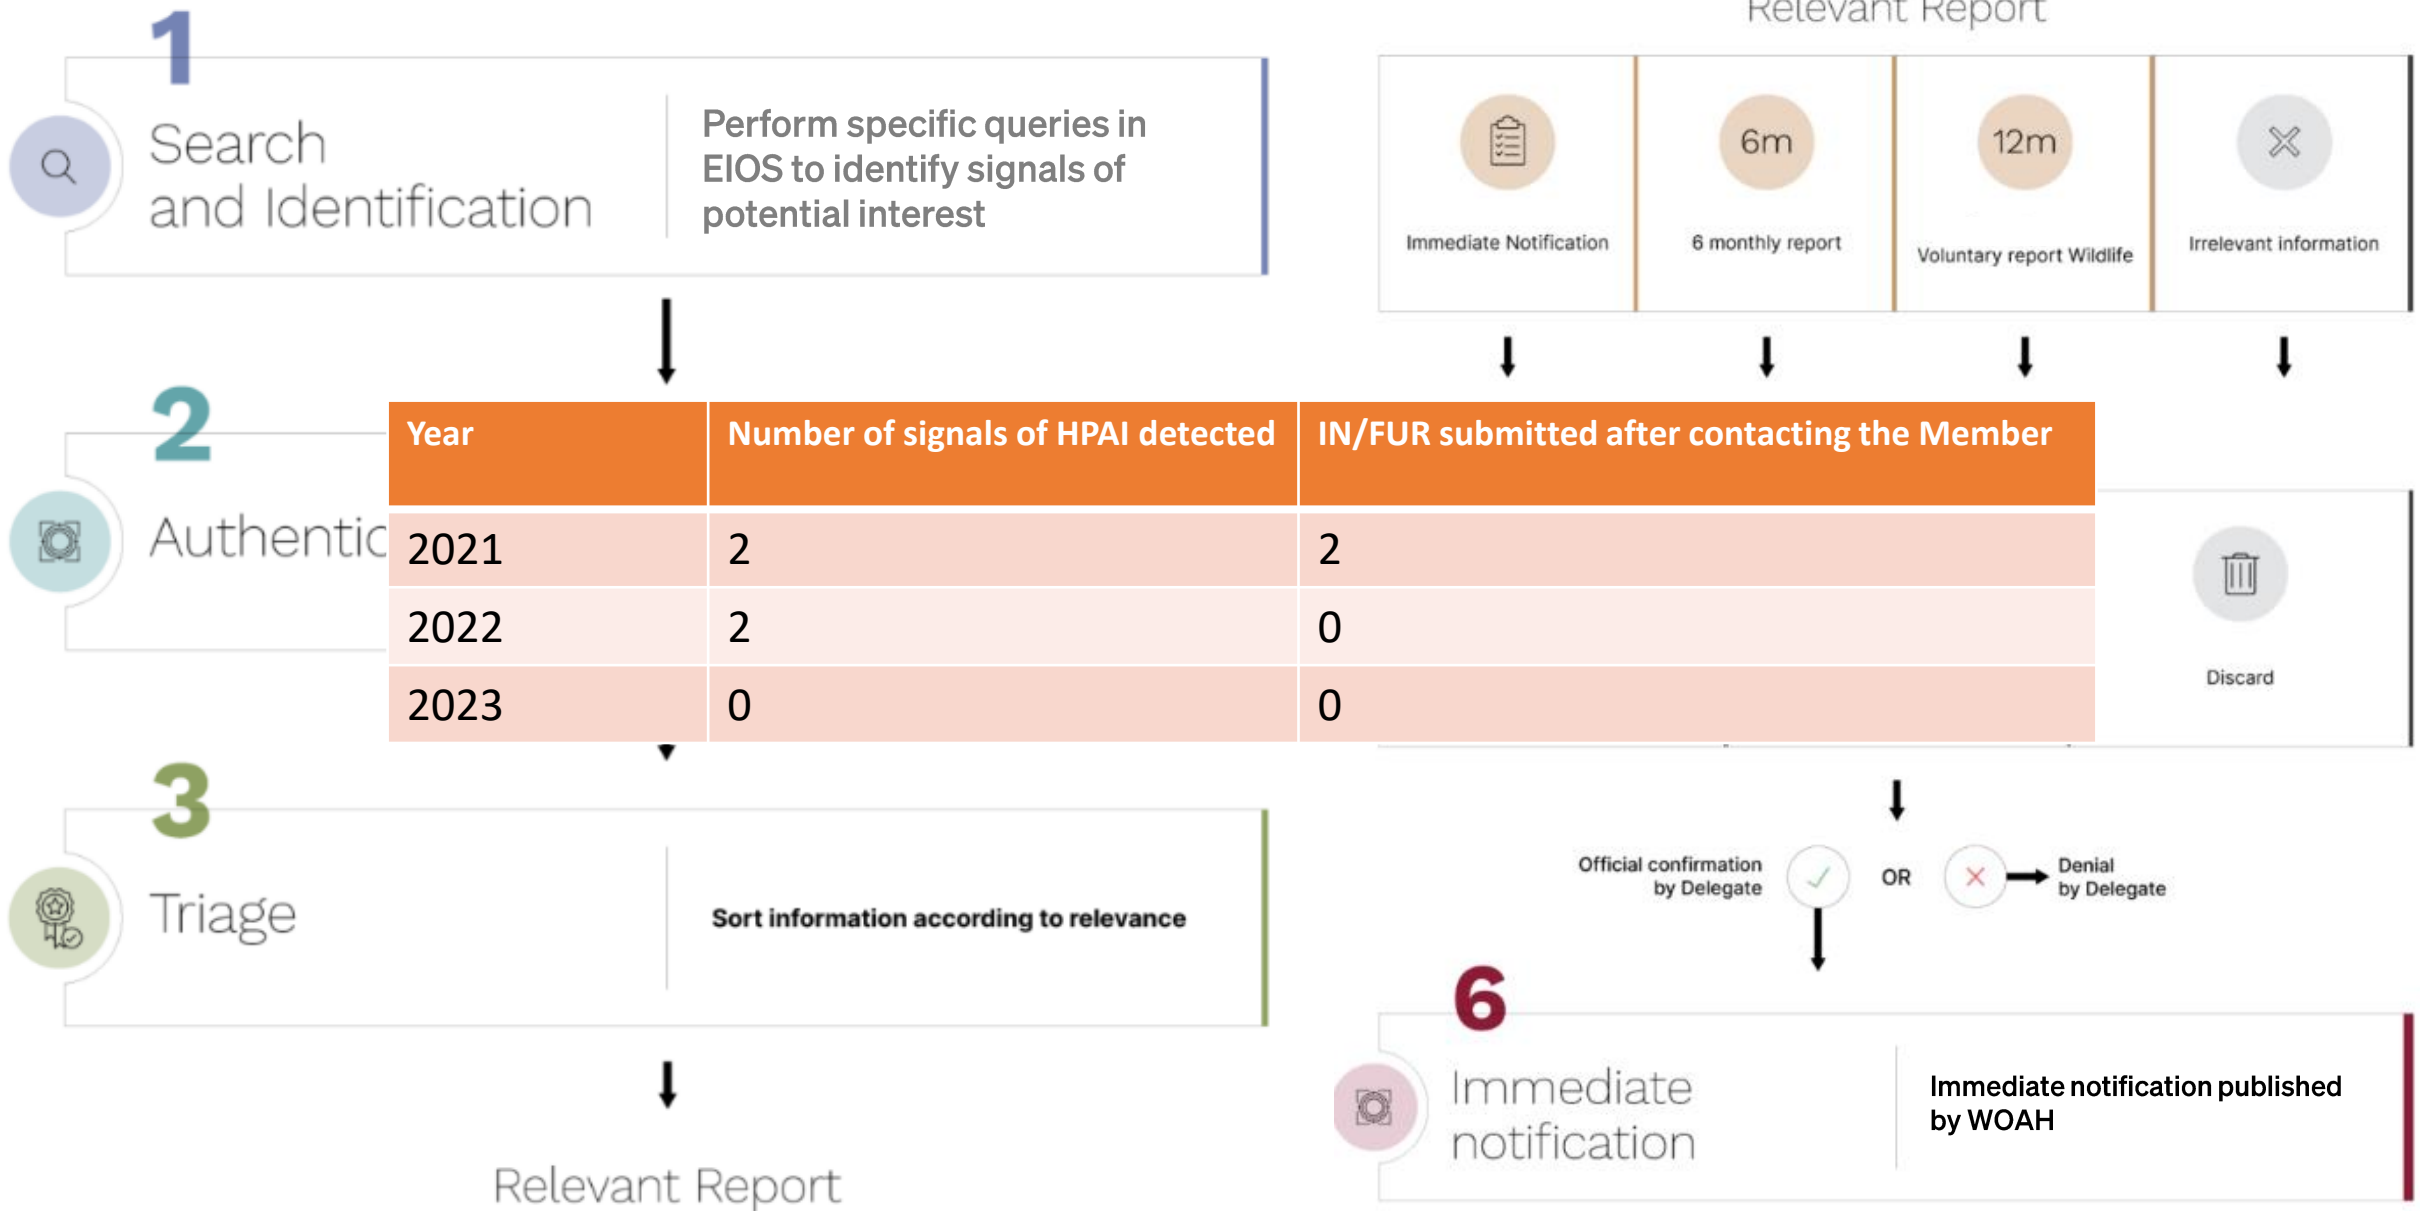 1
Search
and Identification
Perform specific queries in
EIOS to identify signals of
potential interest
2
Authentic
3
Triage
Sort information according to relevance
Relevant Report
Relevant Report
Immediate Notification
6m
6 monthly report
12m
Voluntary report Wildlife
Irrelevant information
Year Number of signals of HPAI detected IN/FUR submitted after contacting the Member
2021 2 2
2022 2 0
2023 0 0
Discard
Official confirmation
by Delegate
OR
Denial
by Delegate
6
Immediate
notification
Immediate notification published
by WOAH